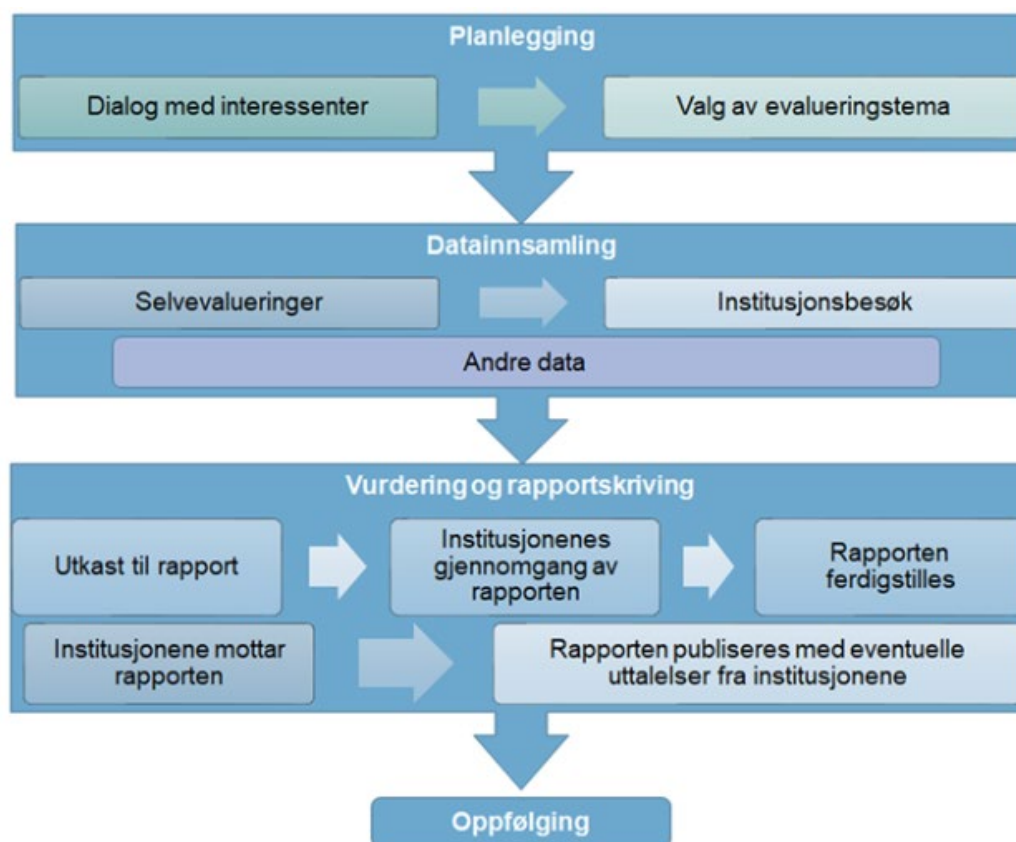 Planlegging
Dialog med interessenter
Valg av evalueringstema
Datainnsamling
Selvevalueringer
Institusjonsbesøk
Andre data
Vurdering og rapportskriving
Utkast til rapport
Institusjonenes
gjennomgang av
rapporten
Rapporten
ferdigstilles
Institusjonene mottar
rapporten
Rapporten publiseres med eventuelle
uttalelser fra institusjonene
Oppfølging